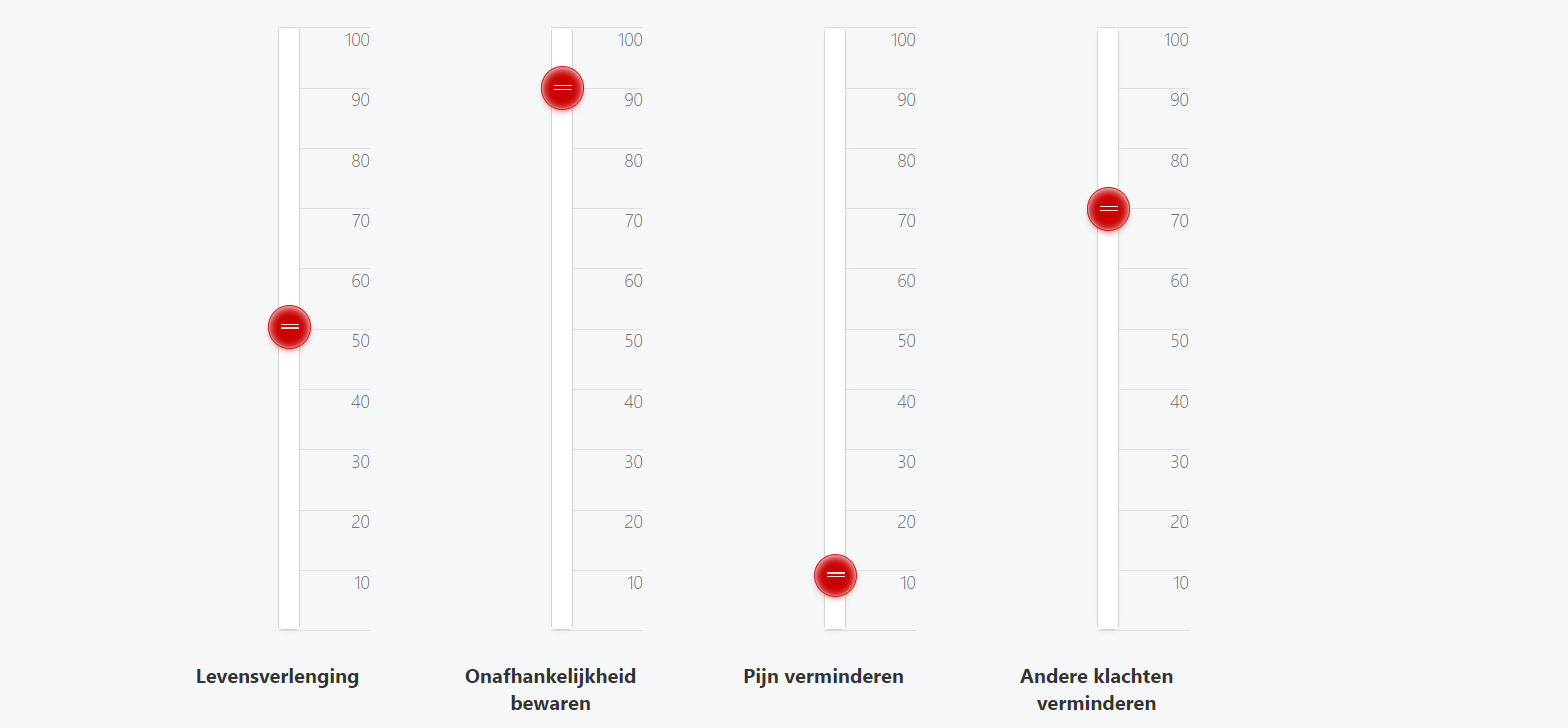 100 100 100 100
90 90 90 90
80 80 80 80
70 70 70 70
60 60 60 60
50 50 50 50
40 40 40 40
30 30 30 30
20 20 20 20
10 10 10 10
Levensverlenging
Onafhankelijkheid
bewaren
Pijn verminderen
Andere klachten
verminderen